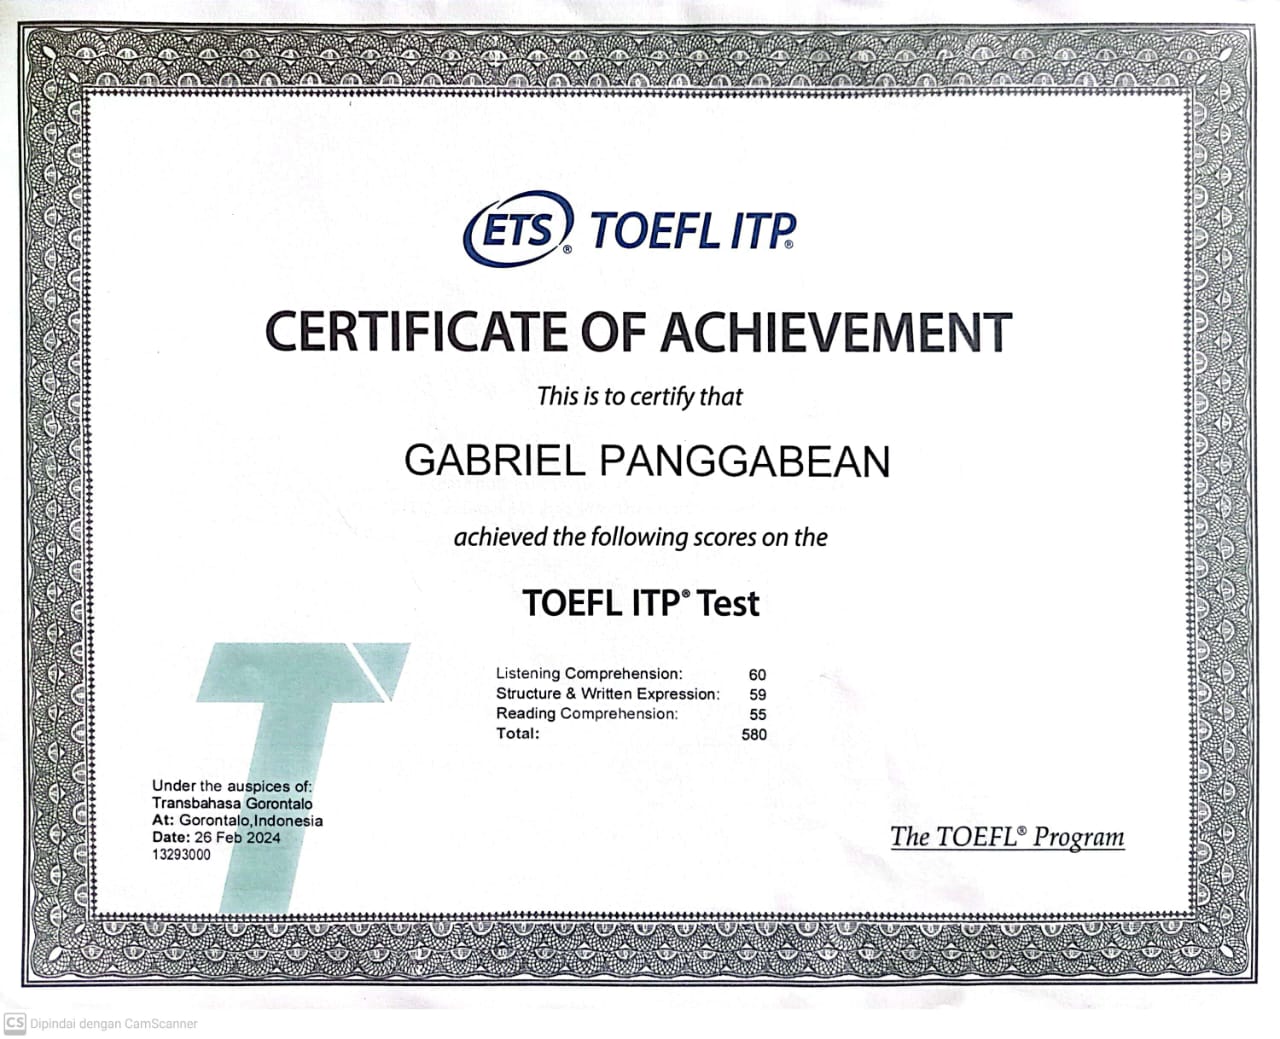 ETS® TOEFL ITP®
CERTIFICATE OF ACHIEVEMENT
This is to certify that
GABRIEL PANGGABEAN
achieved the following scores on the
TOEFL ITP® Test
Listening Comprehension: 60
Structure & Written Expression: 59
Reading Comprehension: 55
Total: 580
Under the auspices of:
Transbahasa Gorontalo
At: Gorontalo,Indonesia
Date: 26 Feb 2024
13293000
The TOEFL® Program
CS Dipindai dengan CamScanner